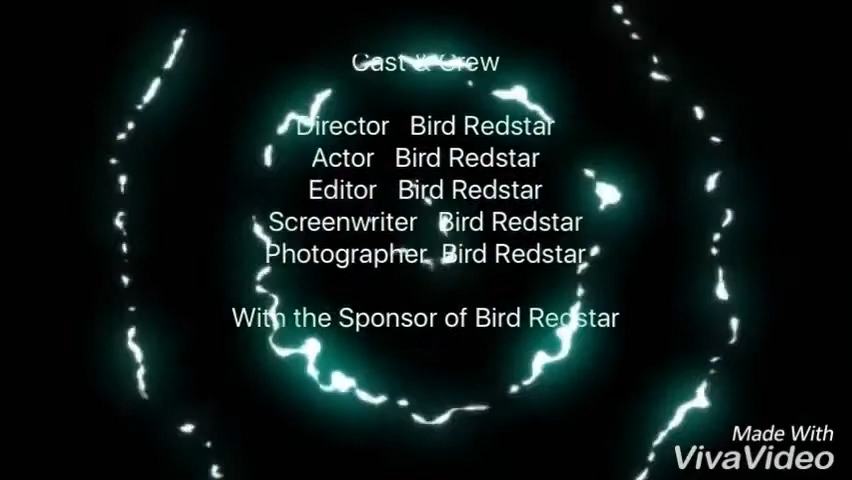 Cast & Crew
Director Bird Redstar
Actor Bird Redstar
Editor Bird Redstar
Screenwriter Bird Redstar
Photographer Bird Redstar
With the Sponsor of Bird Redstar
Made With
VivaVideo